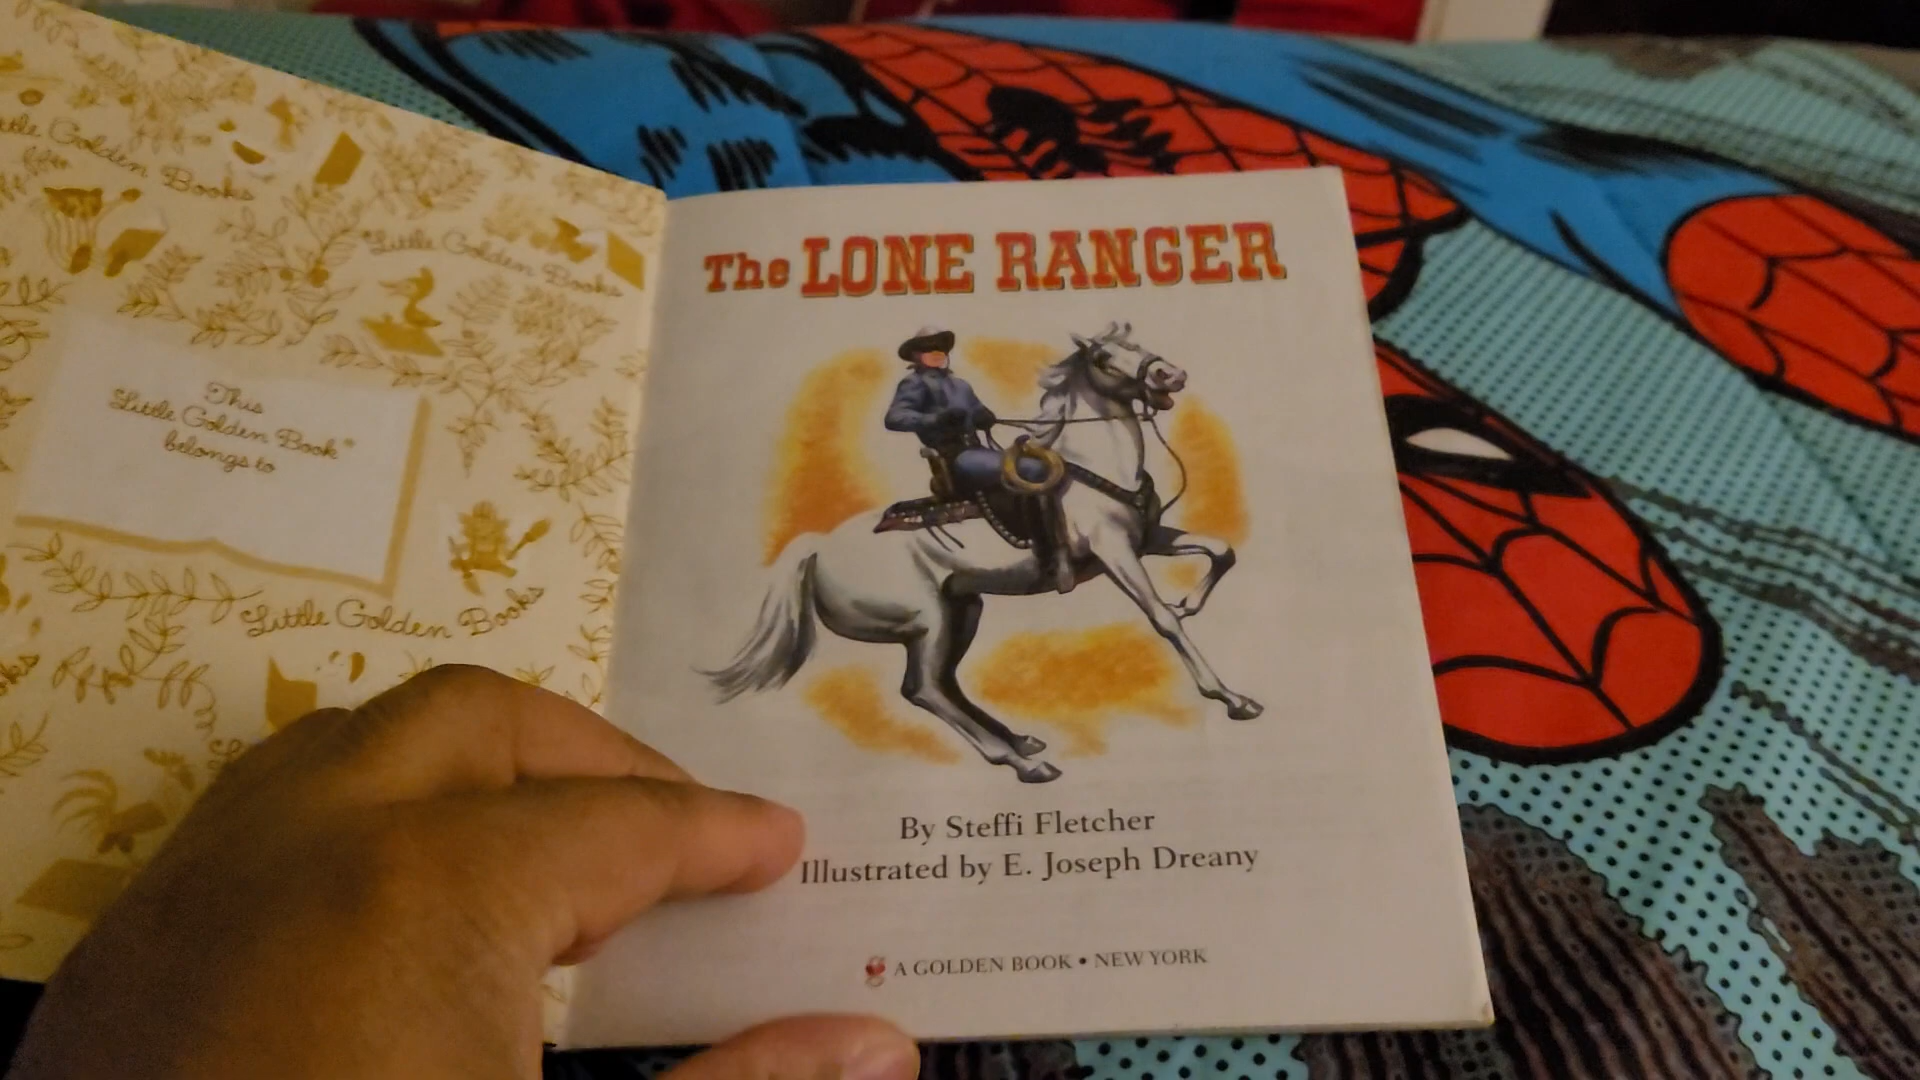 Little Golden Books
Little Golden Books
This
Little Golden Book®
belongs to
Little Golden Books
The LONE RANGER
By Steffi Fletcher
Illustrated by E. Joseph Dreany
A GOLDEN BOOK • NEW YORK